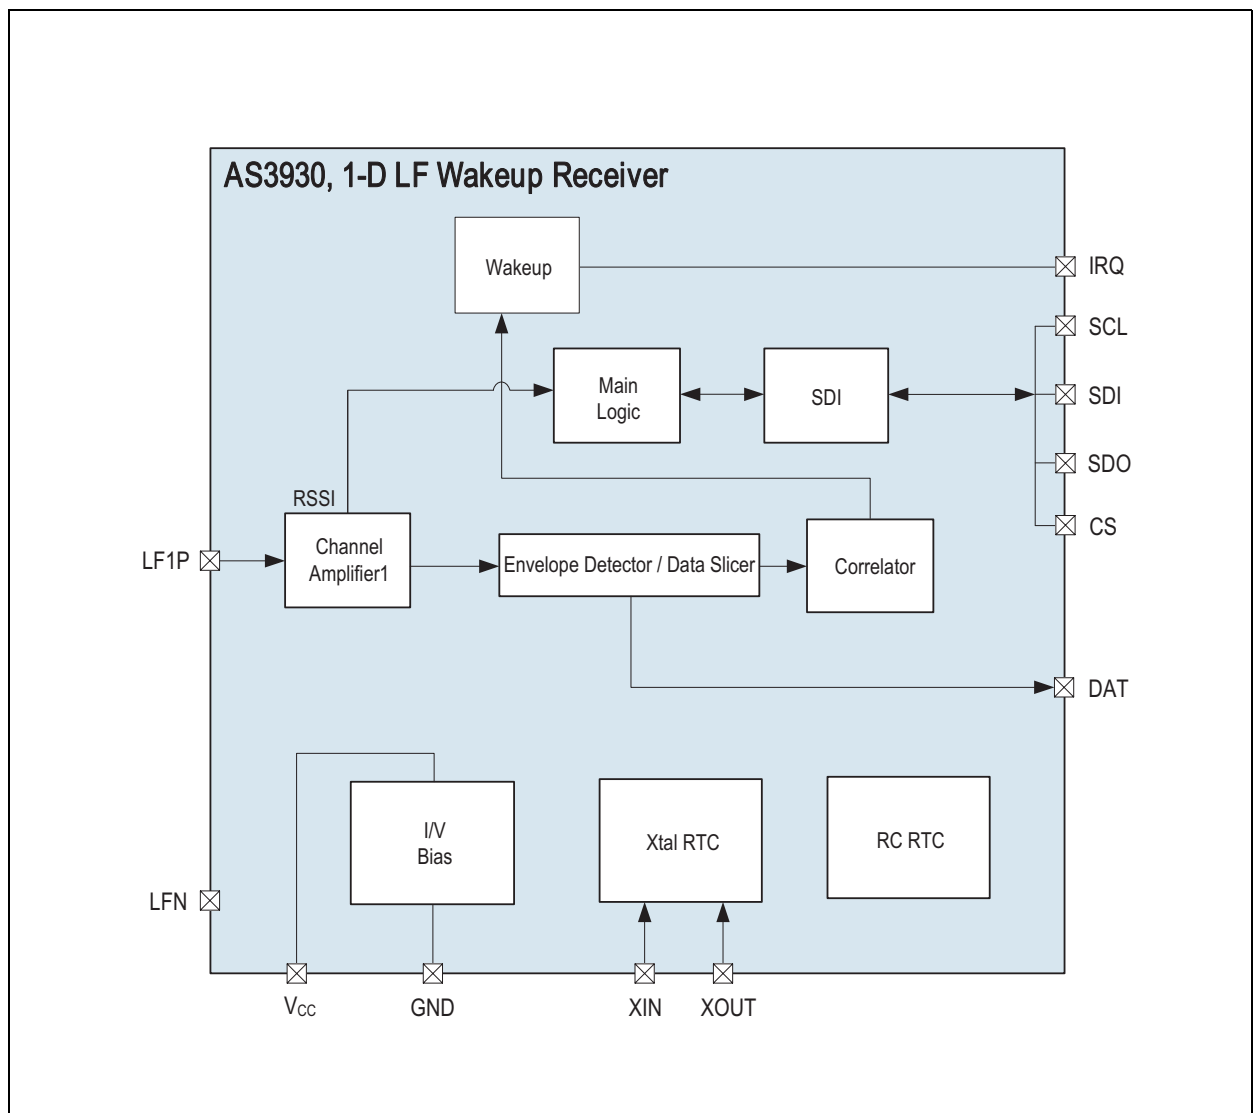 AS3930, 1-D LF Wakeup Receiver
Wakeup
IRQ
SCL
Main
Logic
SDI
SDI
SDO
RSSI
CS
LF1P
Channel
Amplifier1
Envelope Detector / Data Slicer
Correlator
DAT
I/V
Bias
Xtal RTC
RC RTC
LFN
VCC
GND
XIN
XOUT